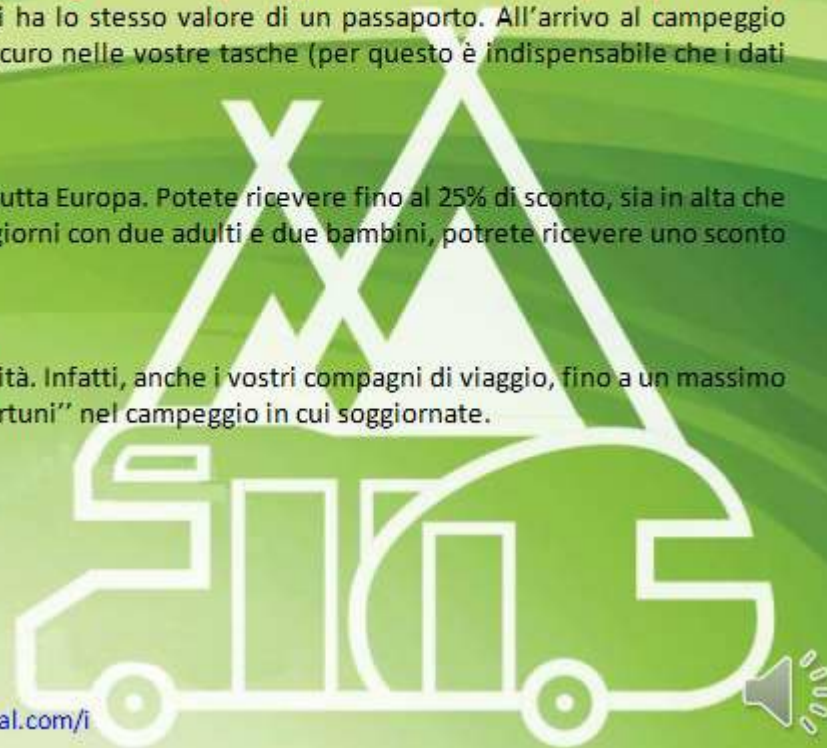 i ha lo stesso valore di un passaporto. All’arrivo al campeggio
curo nelle vostre tasche (per questo è indispensabile che i dati
utta Europa. Potete ricevere fino al 25% di sconto, sia in alta che
giorni con due adulti e due bambini, potrete ricevere uno sconto
ità. Infatti, anche i vostri compagni di viaggio, fino a un massimo
rtuni’’ nel campeggio in cui soggiornate.
al.com/i